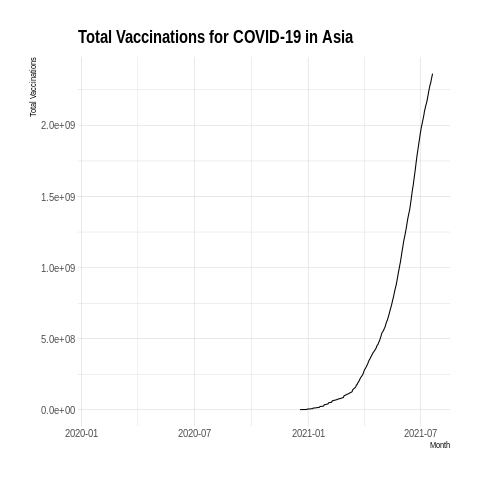 Total Vaccinations for COVID-19 in Asia
Total Vaccinations
2.0e+09
1.5e+09
1.0e+09
5.0e+08
0.0e+00
2020-01 2020-07 2021-01 2021-07
Month